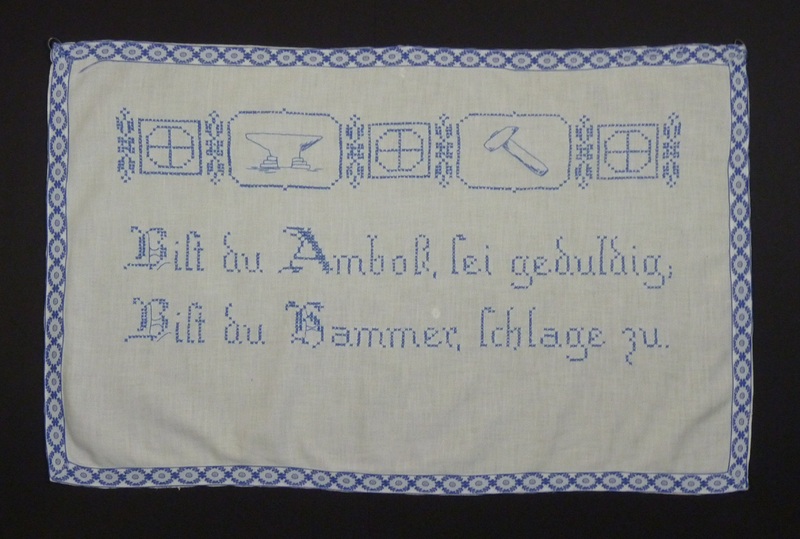 Bist du Amboß, sei geduldig,
Bist du Hammer, schlage zu.